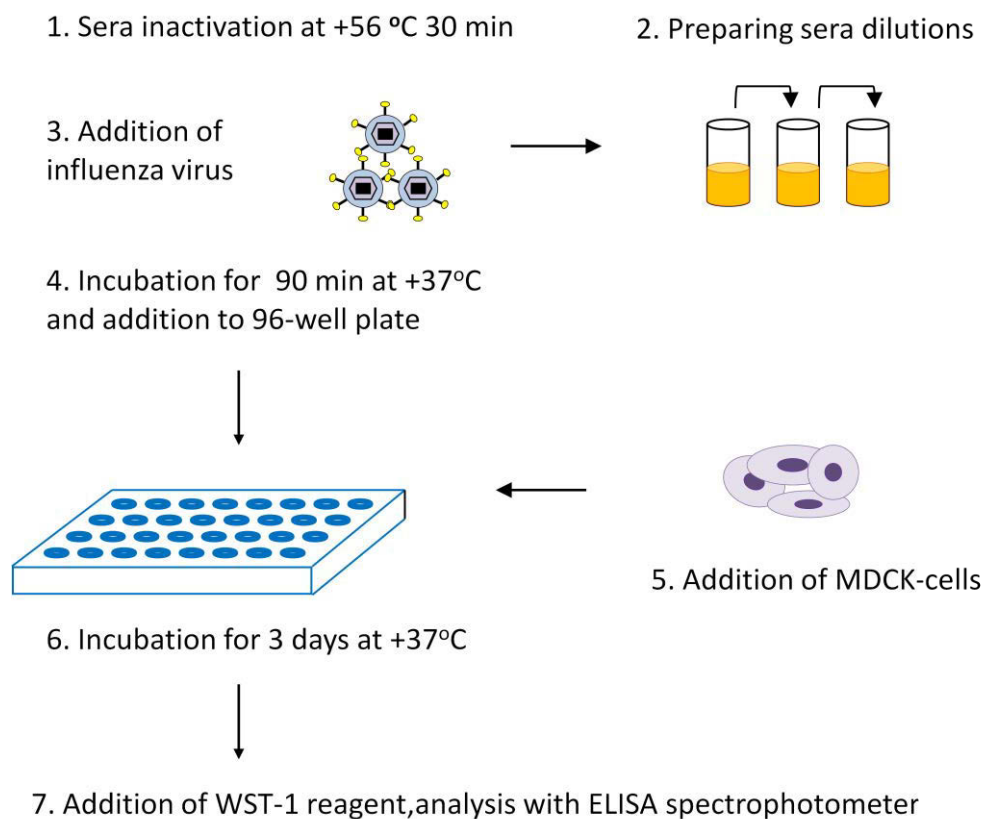 1. Sera inactivation at +56 ºC 30 min
2. Preparing sera dilutions
3. Addition of
influenza virus
4. Incubation for  90 min at +37ºC
and addition to 96-well plate
5. Addition of MDCK-cells
6. Incubation for 3 days at +37ºC
7. Addition of WST-1 reagent,analysis with ELISA spectrophotometer